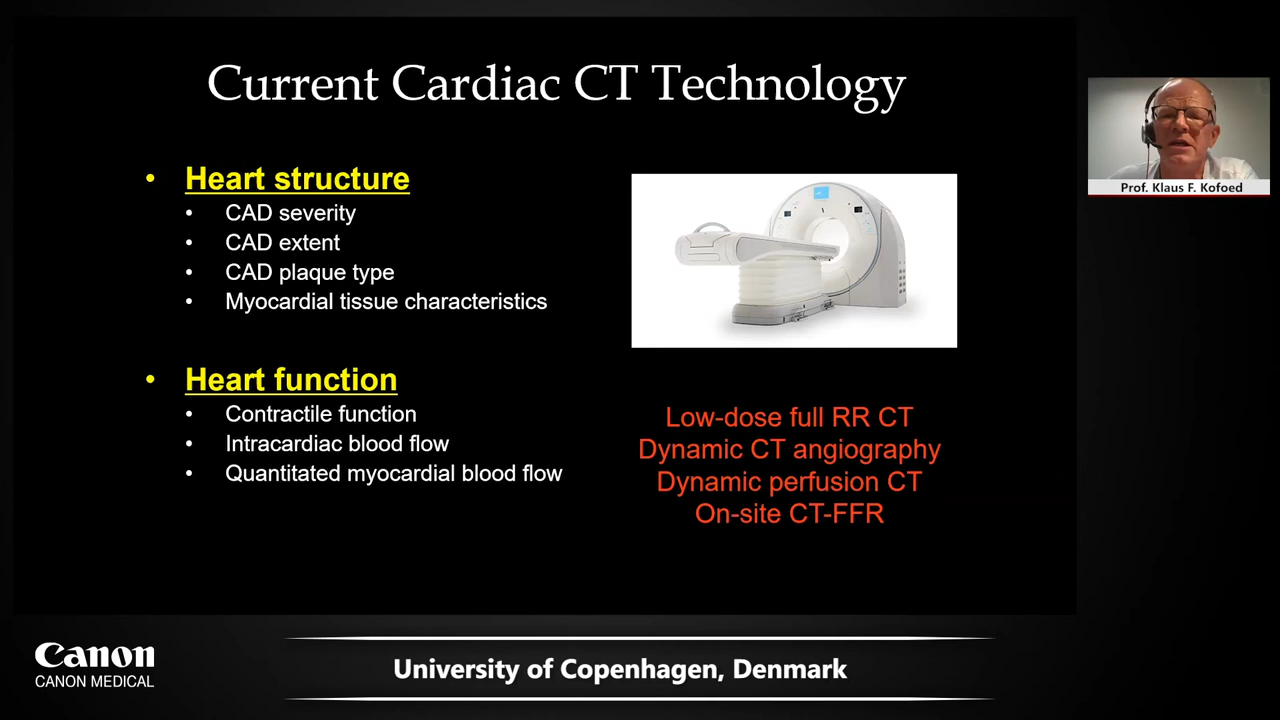 Current Cardiac CT Technology
• Heart structure
• CAD severity
• CAD extent
• CAD plaque type
• Myocardial tissue characteristics
• Heart function
• Contractile function
• Intracardiac blood flow
• Quantitated myocardial blood flow
Low-dose full RR CT
Dynamic CT angiography
Dynamic perfusion CT
On-site CT-FFR
Prof. Klaus F. Kofoed
Canon
CANON MEDICAL
University of Copenhagen, Denmark